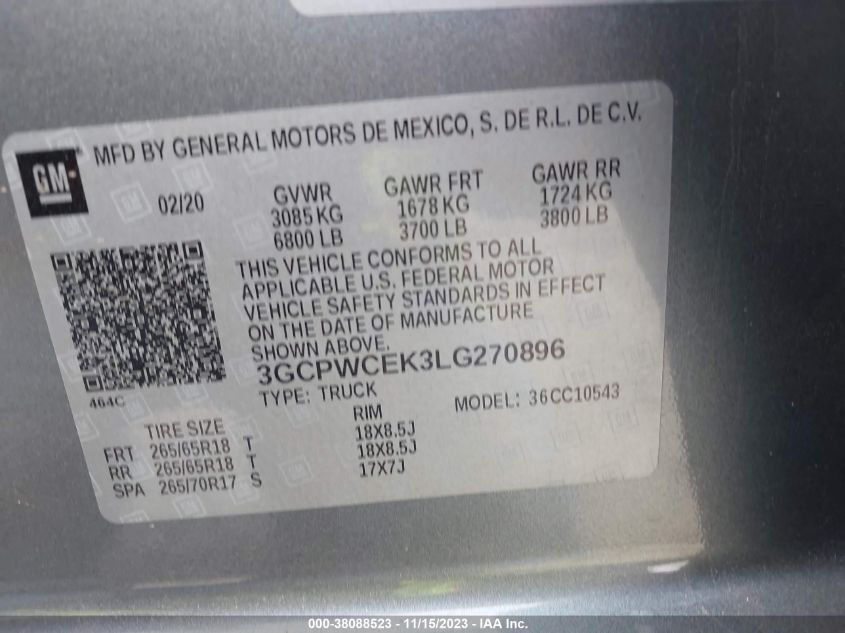 MFD BY GENERAL MOTORS DE MEXICO, S. DE R.L. DE C.V.
GM
02/20
GVWR GAWR FRT GAWR RR
3085 KG 1678 KG 1724 KG
6800 LB 3700 LB 3800 LB
THIS VEHICLE CONFORMS TO ALL
APPLICABLE U.S. FEDERAL MOTOR
VEHICLE SAFETY STANDARDS IN EFFECT
ON THE DATE OF MANUFACTURE
SHOWN ABOVE.
3GCPWCEK3LG270896
464C
TYPE: TRUCK MODEL: 36CC10543
TIRE SIZE RIM
FRT 265/65R18 T 18X8.5J
RR 265/65R18 T 18X8.5J
SPA 265/70R17 S 17X7J
000-38088523 - 11/15/2023 - IAA Inc.